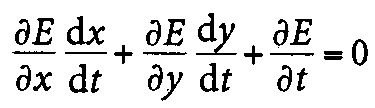 ∂E/∂x dx/dt + ∂E/∂y dy/dt + ∂E/∂t = 0